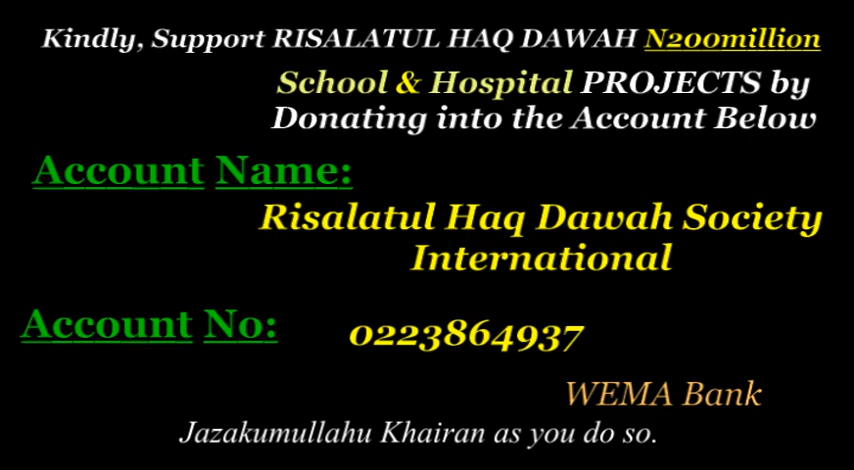 Kindly, Support RISALATUL HAQ DAWAH N200million
School & Hospital PROJECTS by
Donating into the Account Below
Account Name:
Risalatul Haq Dawah Society
International
Account No: 0223864937
WEMA Bank
Jazakumullahu Khairan as you do so.